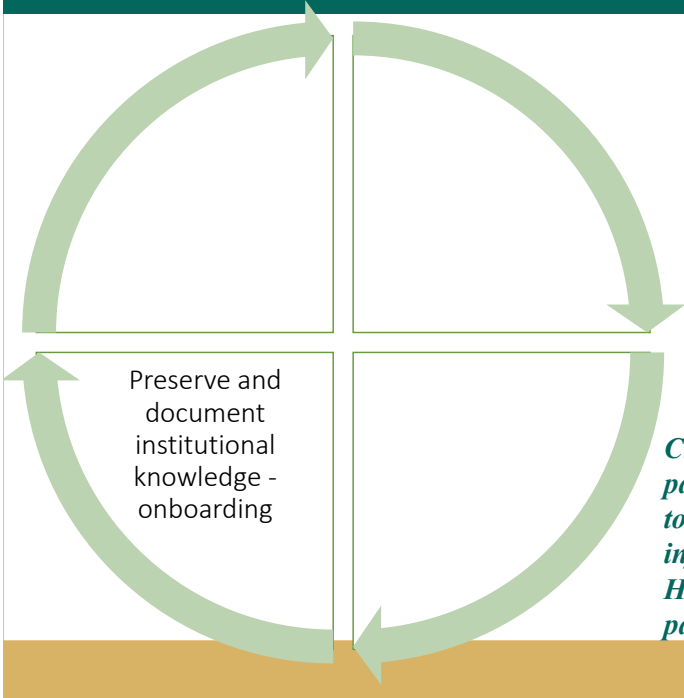 Preserve and
document
institutional
knowledge -
onboarding